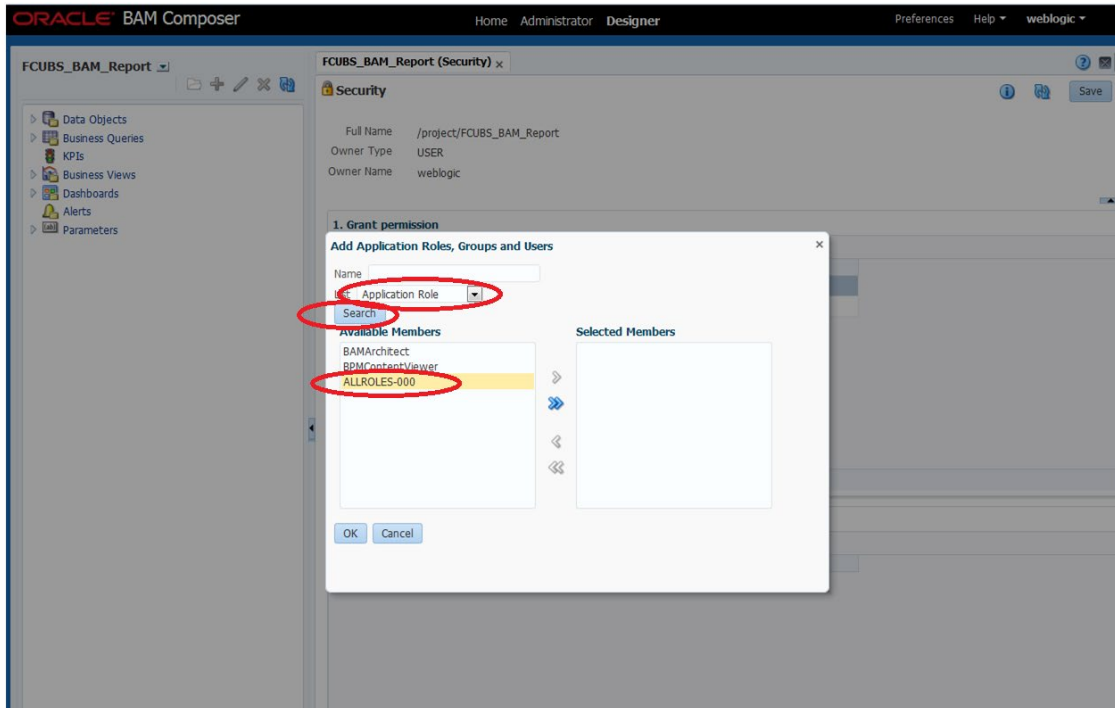 ORACLE BAM Composer
Home Administrator Designer
Preferences Help weblogic
FCUBS_BAM_Report
Data Objects
Business Queries
KPIs
Business Views
Dashboards
Alerts
Parameters
FCUBS_BAM_Report (Security) x
Security
Save
Full Name /project/FCUBS_BAM_Report
Owner Type USER
Owner Name weblogic
1. Grant permission
Add Application Roles, Groups and Users
Name
List Application Role
Search
Available Members
BAMArchitect
BPMContentViewer
ALLROLES-000
Selected Members
OK Cancel